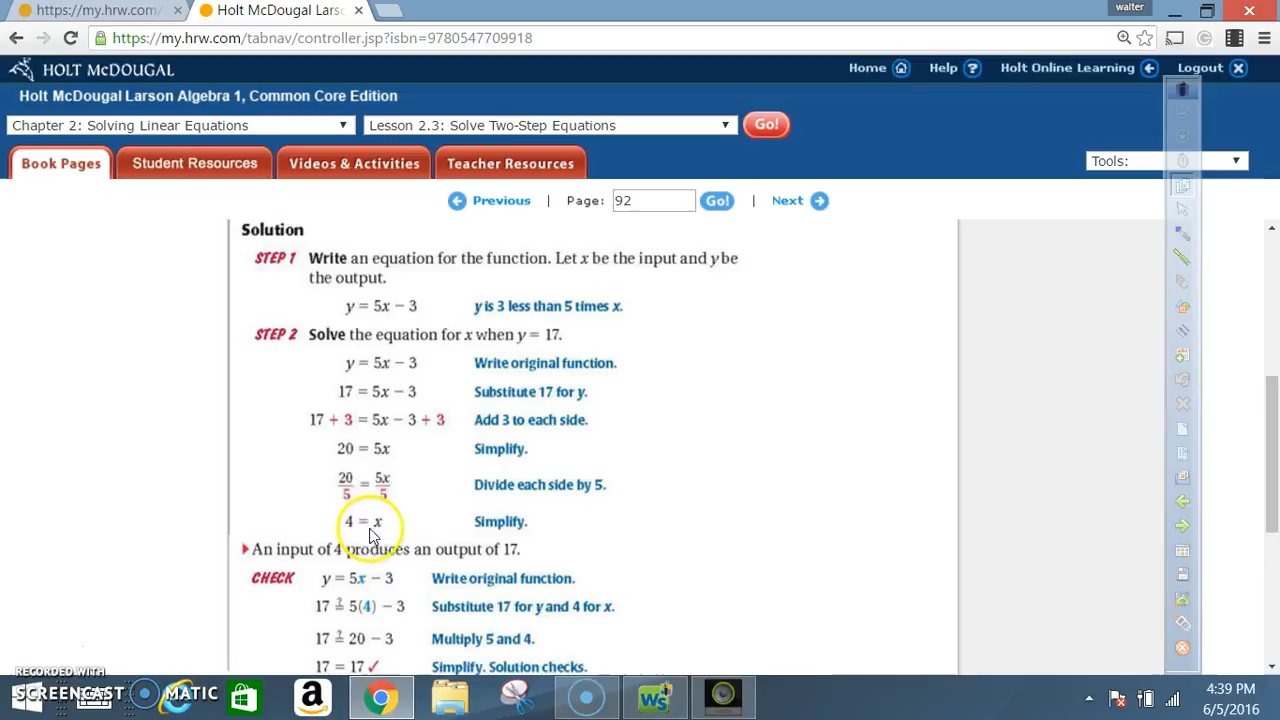 https://my.hrw.com/tabnav/
Holt McDougal Lars
walter
https://my.hrw.com/tabnav/controller.jsp?isbn=9780547709918
HOLT MCDOUGAL
Home
Help ?
Holt Online Learning
Logout
Holt McDougal Larson Algebra 1, Common Core Edition
Chapter 2: Solving Linear Equations
Lesson 2.3: Solve Two-Step Equations
Go!
Book Pages
Student Resources
Videos & Activities
Teacher Resources
Tools:
Previous | Page: 92 Go! | Next
Solution
STEP 1 Write an equation for the function. Let x be the input and y be
the output.
y = 5x − 3 y is 3 less than 5 times x.
STEP 2 Solve the equation for x when y = 17.
y = 5x − 3 Write original function.
17 = 5x − 3 Substitute 17 for y.
17 + 3 = 5x − 3 + 3 Add 3 to each side.
20 = 5x Simplify.
20/5 = 5x/5 Divide each side by 5.
4 = x Simplify.
An input of 4 produces an output of 17.
CHECK y = 5x − 3 Write original function.
17 ≟ 5(4) − 3 Substitute 17 for y and 4 for x.
17 ≟ 20 − 3 Multiply 5 and 4.
17 = 17 ✓ Simplify. Solution checks.
RECORDED WITH
SCREENCAST MATIC
a
WS
4:39 PM
6/5/2016